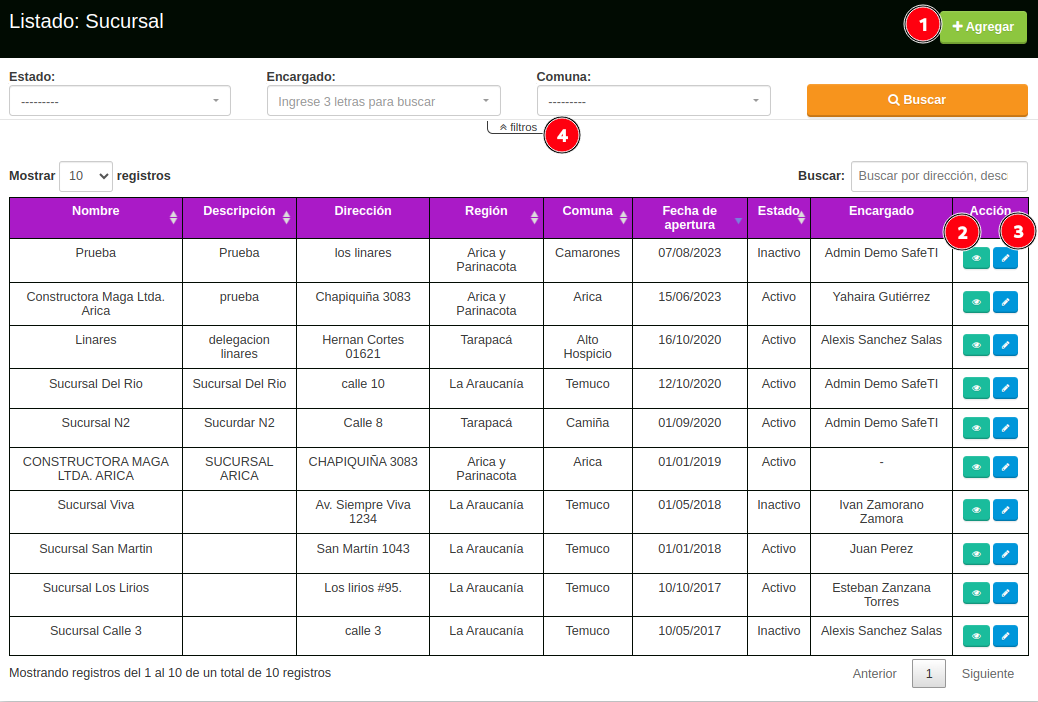 Listado: Sucursal
1
Agregar
Estado:
Encargado:
Comuna:
---------
Ingrese 3 letras para buscar
---------
Buscar
filtros
4
Mostrar 10 registros
Buscar: Buscar por dirección, desc
Nombre Descripción Dirección Región Comuna Fecha de apertura Estado Encargado Acción
2 3
Prueba Prueba los linares Arica y Parinacota Camarones 07/08/2023 Inactivo Admin Demo SafeTI
Constructora Maga Ltda. Arica prueba Chapiquiña 3083 Arica y Parinacota Arica 15/06/2023 Activo Yahaira Gutiérrez
Linares delegacion linares Hernan Cortes 01621 Tarapacá Alto Hospicio 16/10/2020 Activo Alexis Sanchez Salas
Sucursal Del Rio Sucursal Del Rio calle 10 La Araucanía Temuco 12/10/2020 Activo Admin Demo SafeTI
Sucursal N2 Sucurdar N2 Calle 8 Tarapacá Camiña 01/09/2020 Activo Admin Demo SafeTI
CONSTRUCTORA MAGA LTDA. ARICA SUCURSAL ARICA CHAPIQUIÑA 3083 Arica y Parinacota Arica 01/01/2019 Activo -
Sucursal Viva Av. Siempre Viva 1234 La Araucanía Temuco 01/05/2018 Inactivo Ivan Zamorano Zamora
Sucursal San Martin San Martín 1043 La Araucanía Temuco 01/01/2018 Activo Juan Perez
Sucursal Los Lirios Los lirios #95. La Araucanía Temuco 10/10/2017 Activo Esteban Zanzana Torres
Sucursal Calle 3 calle 3 La Araucanía Temuco 10/05/2017 Inactivo Alexis Sanchez Salas
Mostrando registros del 1 al 10 de un total de 10 registros
Anterior 1 Siguiente